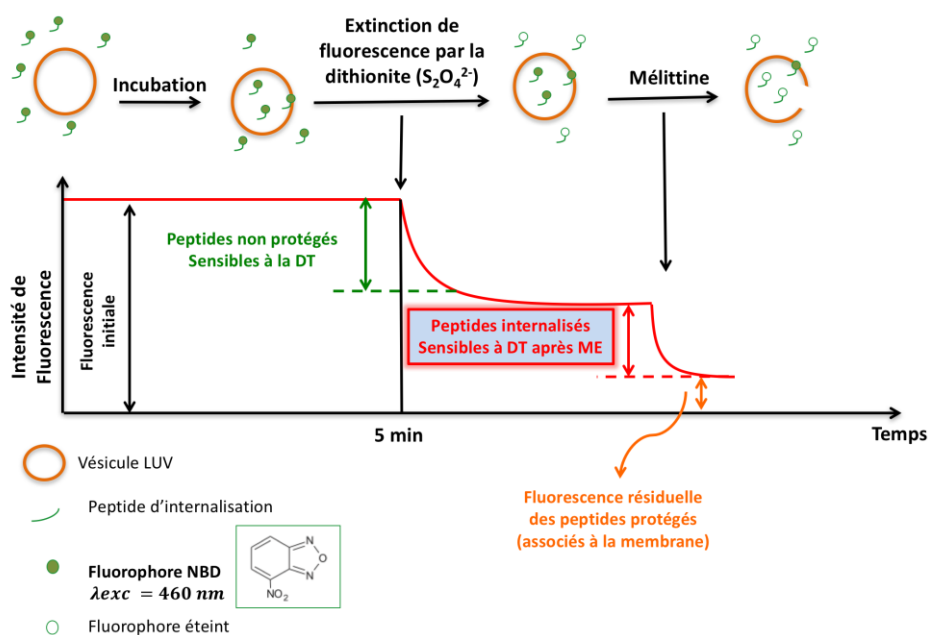 Extinction de
fluorescence par la
dithionite (S₂O₄²⁻)
Incubation
Mélittine
Intensité de
Fluorescence
Fluorescence
initiale
Peptides non protégés
Sensibles à la DT
Peptides internalisés
Sensibles à DT après ME
5 min
Temps
Vésicule LUV
Peptide d'internalisation
Fluorophore NBD
λexc = 460 nm
N
O
N
NO₂
Fluorophore éteint
Fluorescence résiduelle
des peptides protégés
(associés à la membrane)